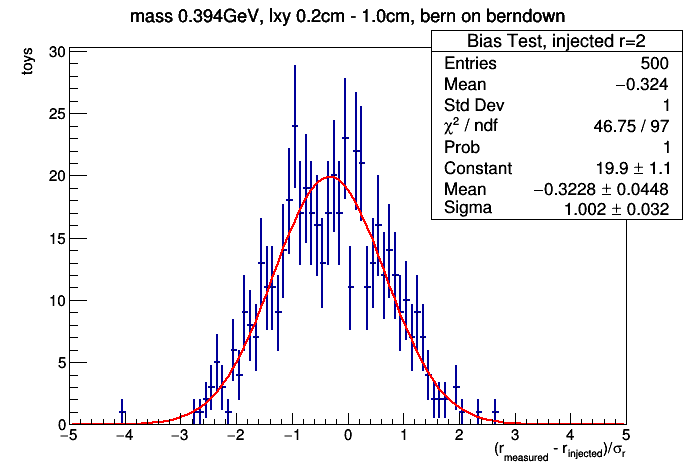 mass 0.394GeV, lxy 0.2cm - 1.0cm, bern on berndown
Bias Test, injected r=2
Entries 500
Mean −0.324
Std Dev 1
χ² / ndf 46.75 / 97
Prob 1
Constant 19.9 ± 1.1
Mean −0.3228 ± 0.0448
Sigma 1.002 ± 0.032
toys
30
25
20
15
10
5
0
−5 −4 −3 −2 −1 0 1 2 3 4 5
(r_measured - r_injected)/σ_r